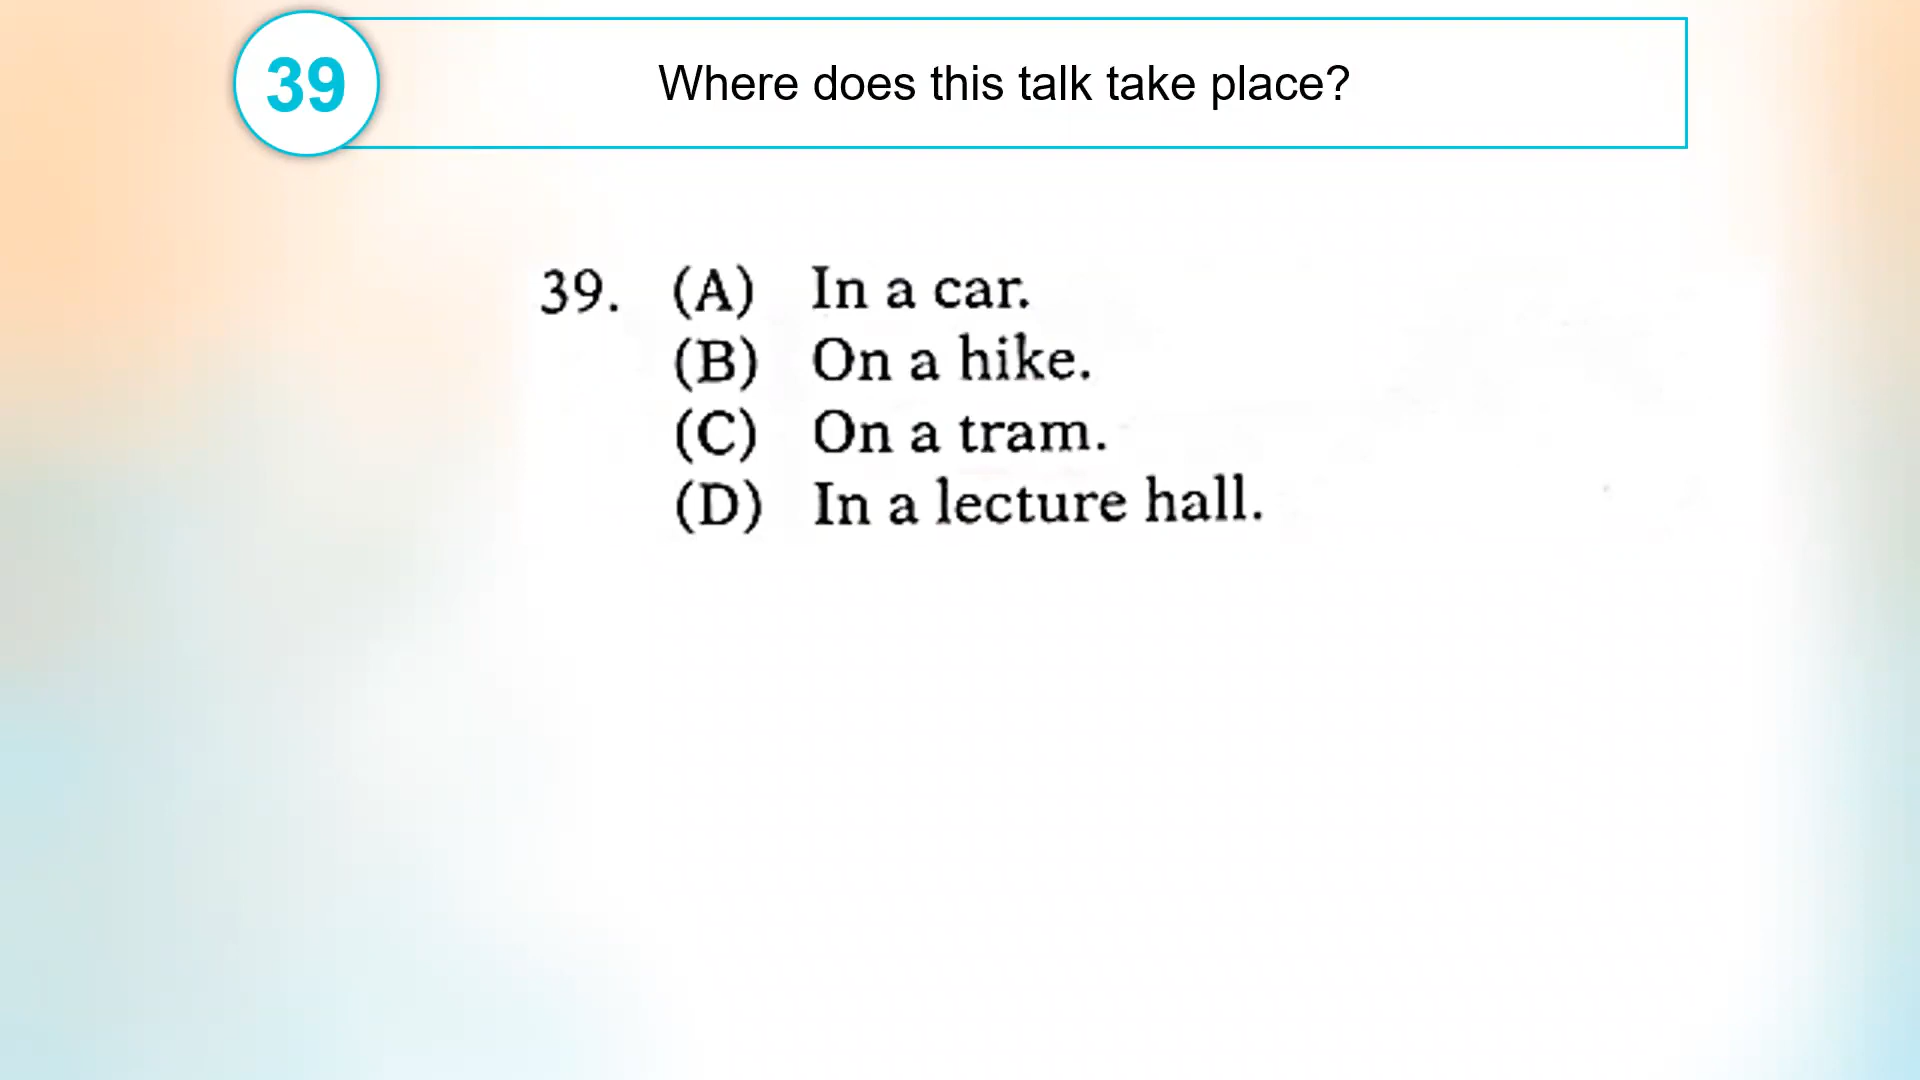 39
Where does this talk take place?
39. (A) In a car.
(B) On a hike.
(C) On a tram.
(D) In a lecture hall.